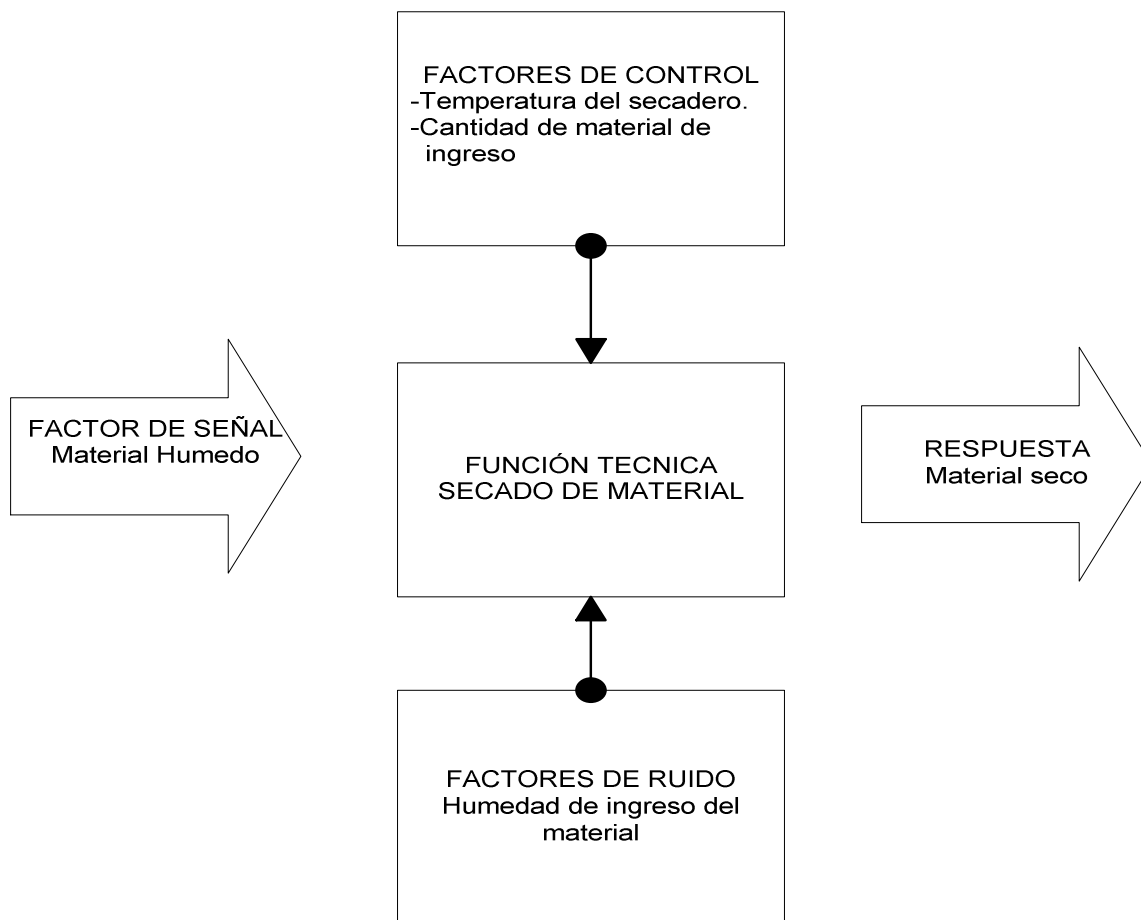 FACTORES DE CONTROL
-Temperatura del secadero.
-Cantidad de material de
ingreso
FACTOR DE SEÑAL
Material Humedo
FUNCIÓN TECNICA
SECADO DE MATERIAL
RESPUESTA
Material seco
FACTORES DE RUIDO
Humedad de ingreso del
material